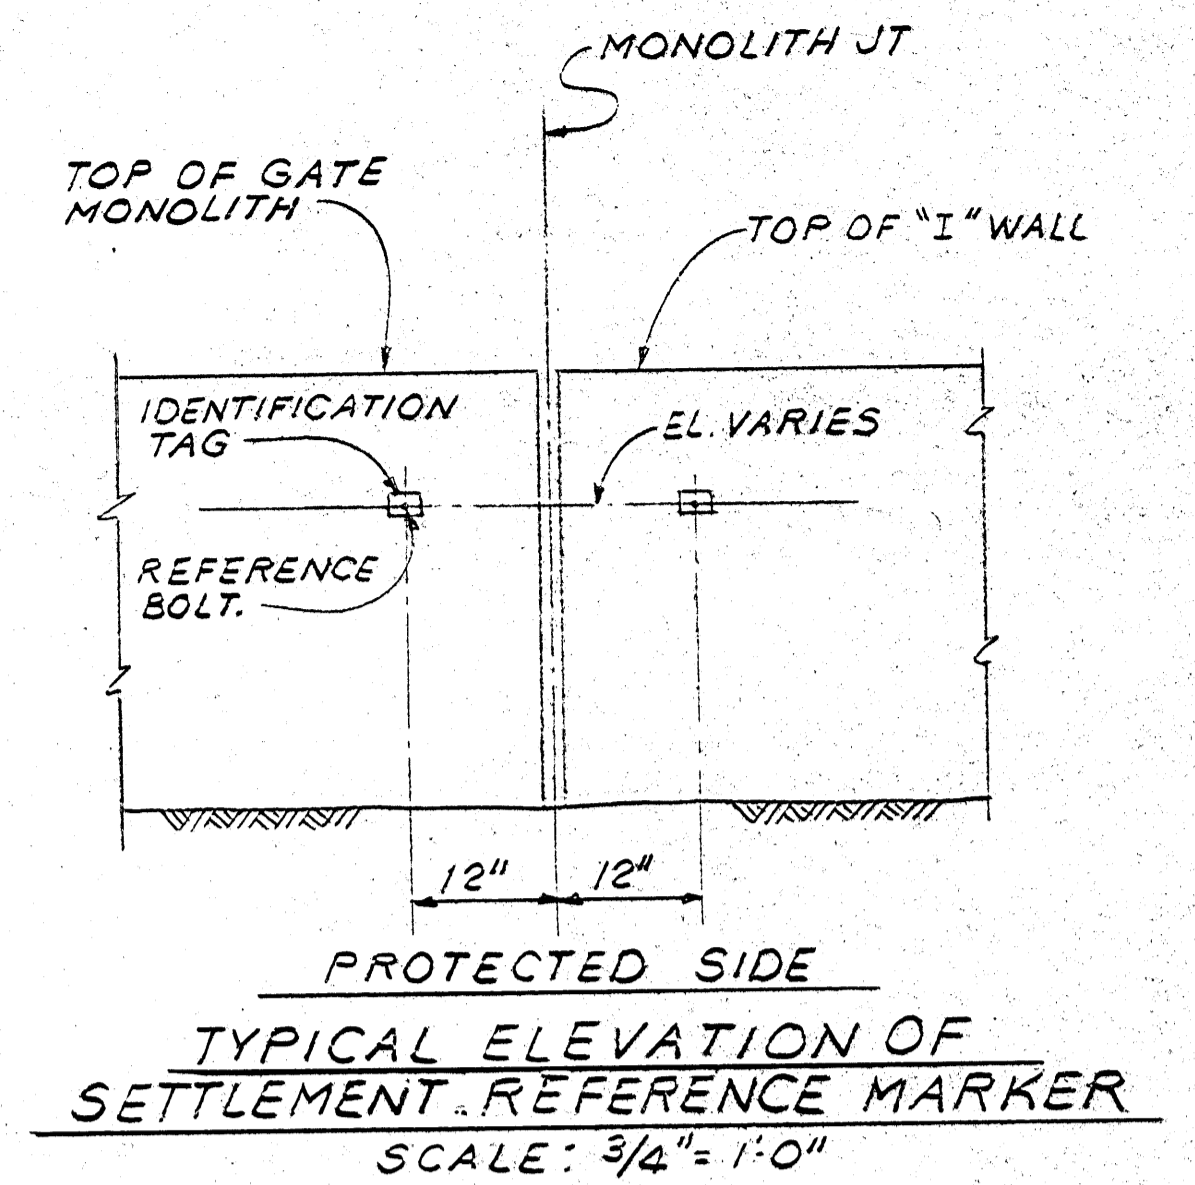 MONOLITH JT
TOP OF GATE
MONOLITH
TOP OF "I" WALL
IDENTIFICATION
TAG
EL. VARIES
REFERENCE
BOLT.
12" 12"
PROTECTED SIDE
TYPICAL ELEVATION OF
SETTLEMENT REFERENCE MARKER
SCALE: 3/4" = 1'-0"